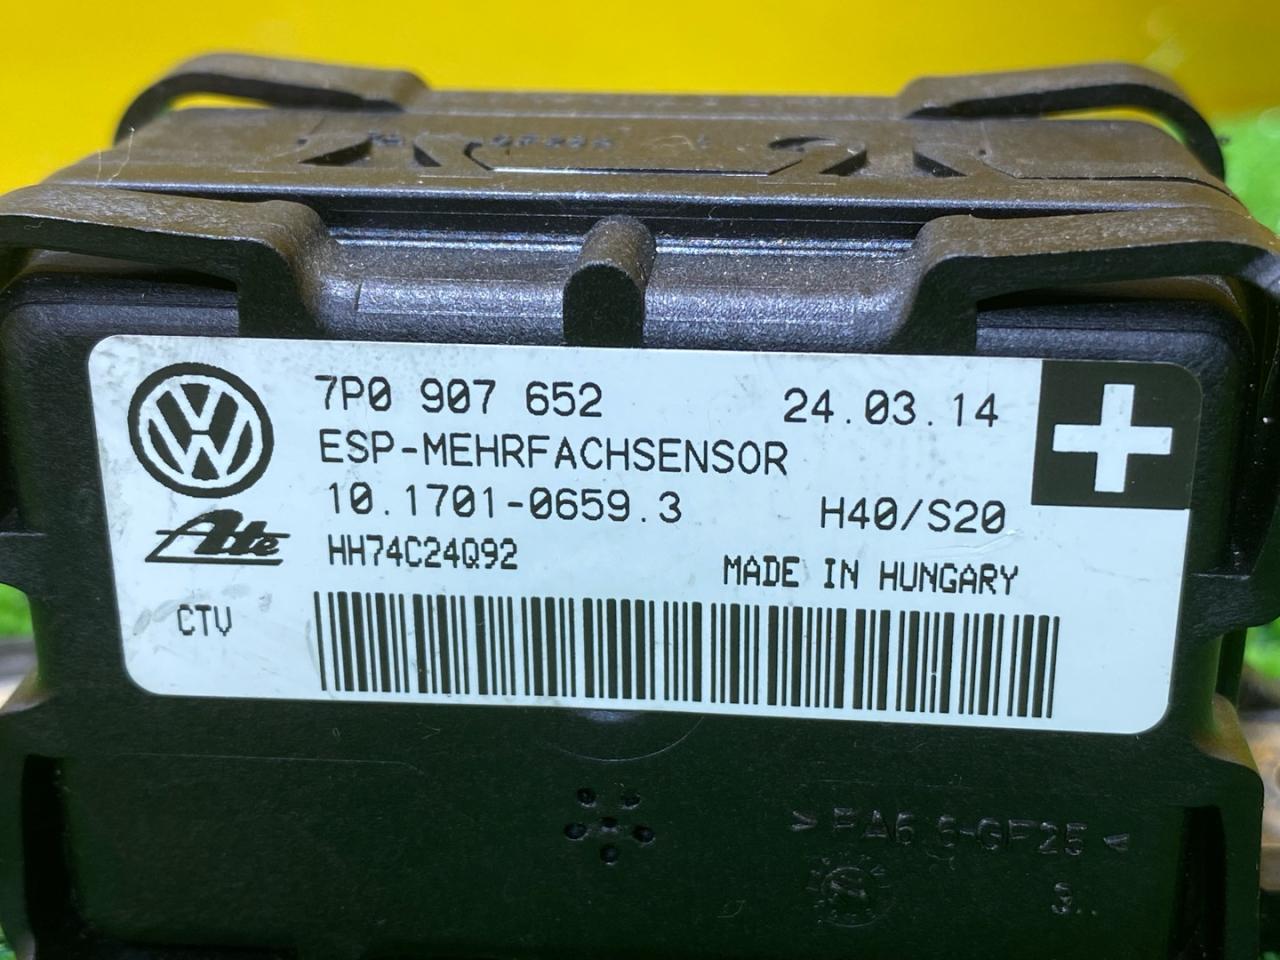 7P0 907 652 24.03.14
ESP-MEHRFACHSENSOR
10.1701-0659.3 H40/S20
Ate
HH74C24Q92 MADE IN HUNGARY
CTV
3..